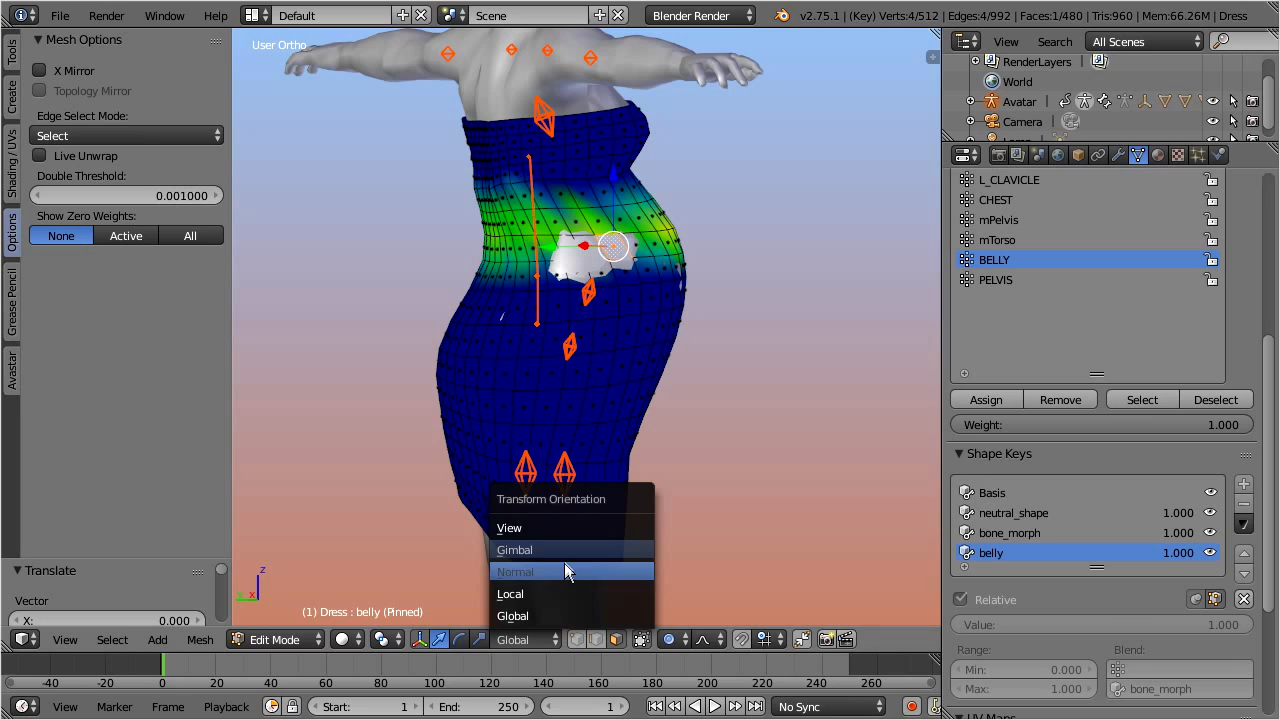 File Render Window Help Default Scene Blender Render v2.75.1 | (Key) Verts:4/512 | Edges:4/992 | Faces:1/480 | Tris:960 | Mem:66.26M | Dress
Tools
Create
Shading / UVs
Options
Grease Pencil
Avastar
Mesh Options
X Mirror
Topology Mirror
Edge Select Mode:
Select
Live Unwrap
Double Threshold:
0.001000
Show Zero Weights:
None Active All
Translate
Vector
X: 0.000
User Ortho
z
x
(1) Dress : belly (Pinned)
Transform Orientation
View
Gimbal
Normal
Local
Global
View Select Add Mesh Edit Mode Global
-40 -20 0 20 40 60 80 100 120 140 160 180 200 220 240 260
View Marker Frame Playback Start: 1 End: 250 1 No Sync
View Search All Scenes
RenderLayers
World
Avatar
Camera
L_CLAVICLE
CHEST
mPelvis
mTorso
BELLY
PELVIS
Assign Remove Select Deselect
Weight: 1.000
Shape Keys
Basis
neutral_shape 1.000
bone_morph 1.000
belly 1.000
Relative
Value: 1.000
Range: Blend:
Min: 0.000
Max: 1.000 bone_morph